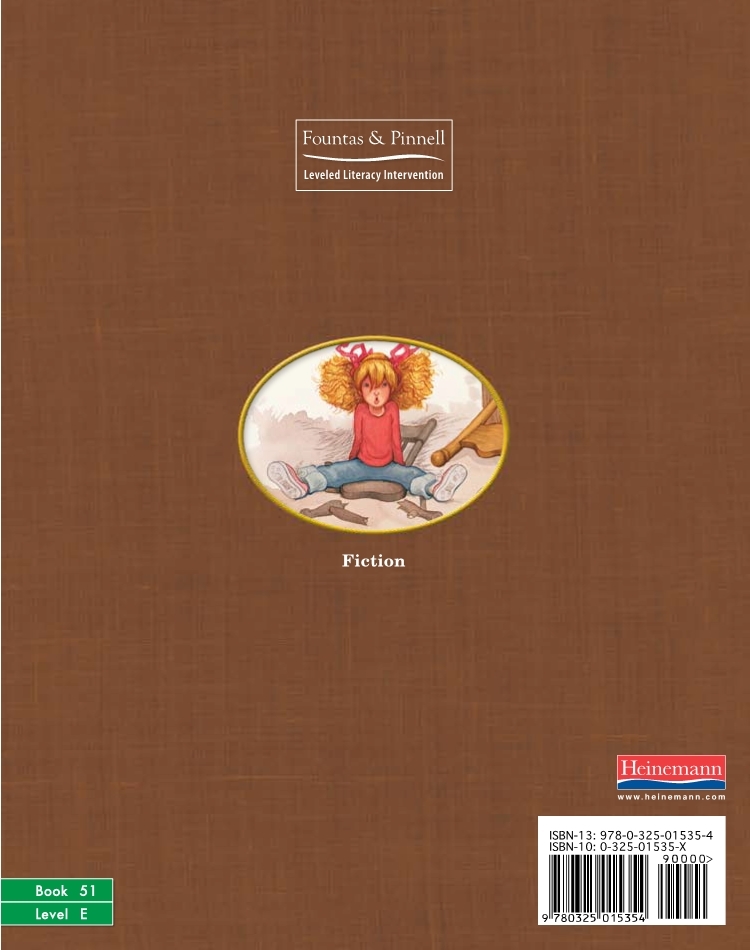 Fountas & Pinnell
Leveled Literacy Intervention
Fiction
Heinemann
www.heinemann.com
ISBN-13: 978-0-325-01535-4
ISBN-10: 0-325-01535-X
90000>
9 780325 015354
Book 51
Level E